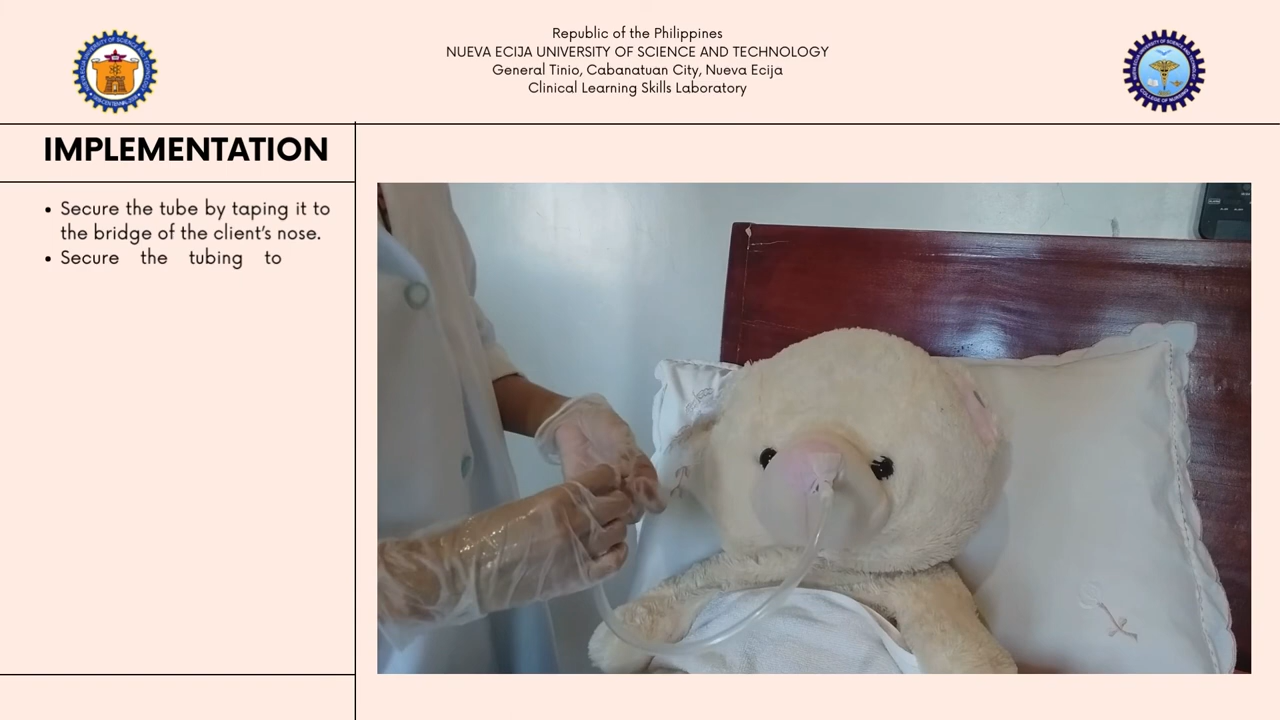 Republic of the Philippines
NUEVA ECIJA UNIVERSITY OF SCIENCE AND TECHNOLOGY
General Tinio, Cabanatuan City, Nueva Ecija
Clinical Learning Skills Laboratory
IMPLEMENTATION
• Secure the tube by taping it to
the bridge of the client's nose.
• Secure the tubing to